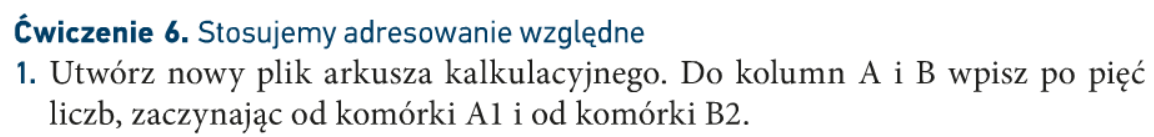 Ćwiczenie 6. Stosujemy adresowanie względne
1. Utwórz nowy plik arkusza kalkulacyjnego. Do kolumn A i B wpisz po pięć
liczb, zaczynając od komórki A1 i od komórki B2.